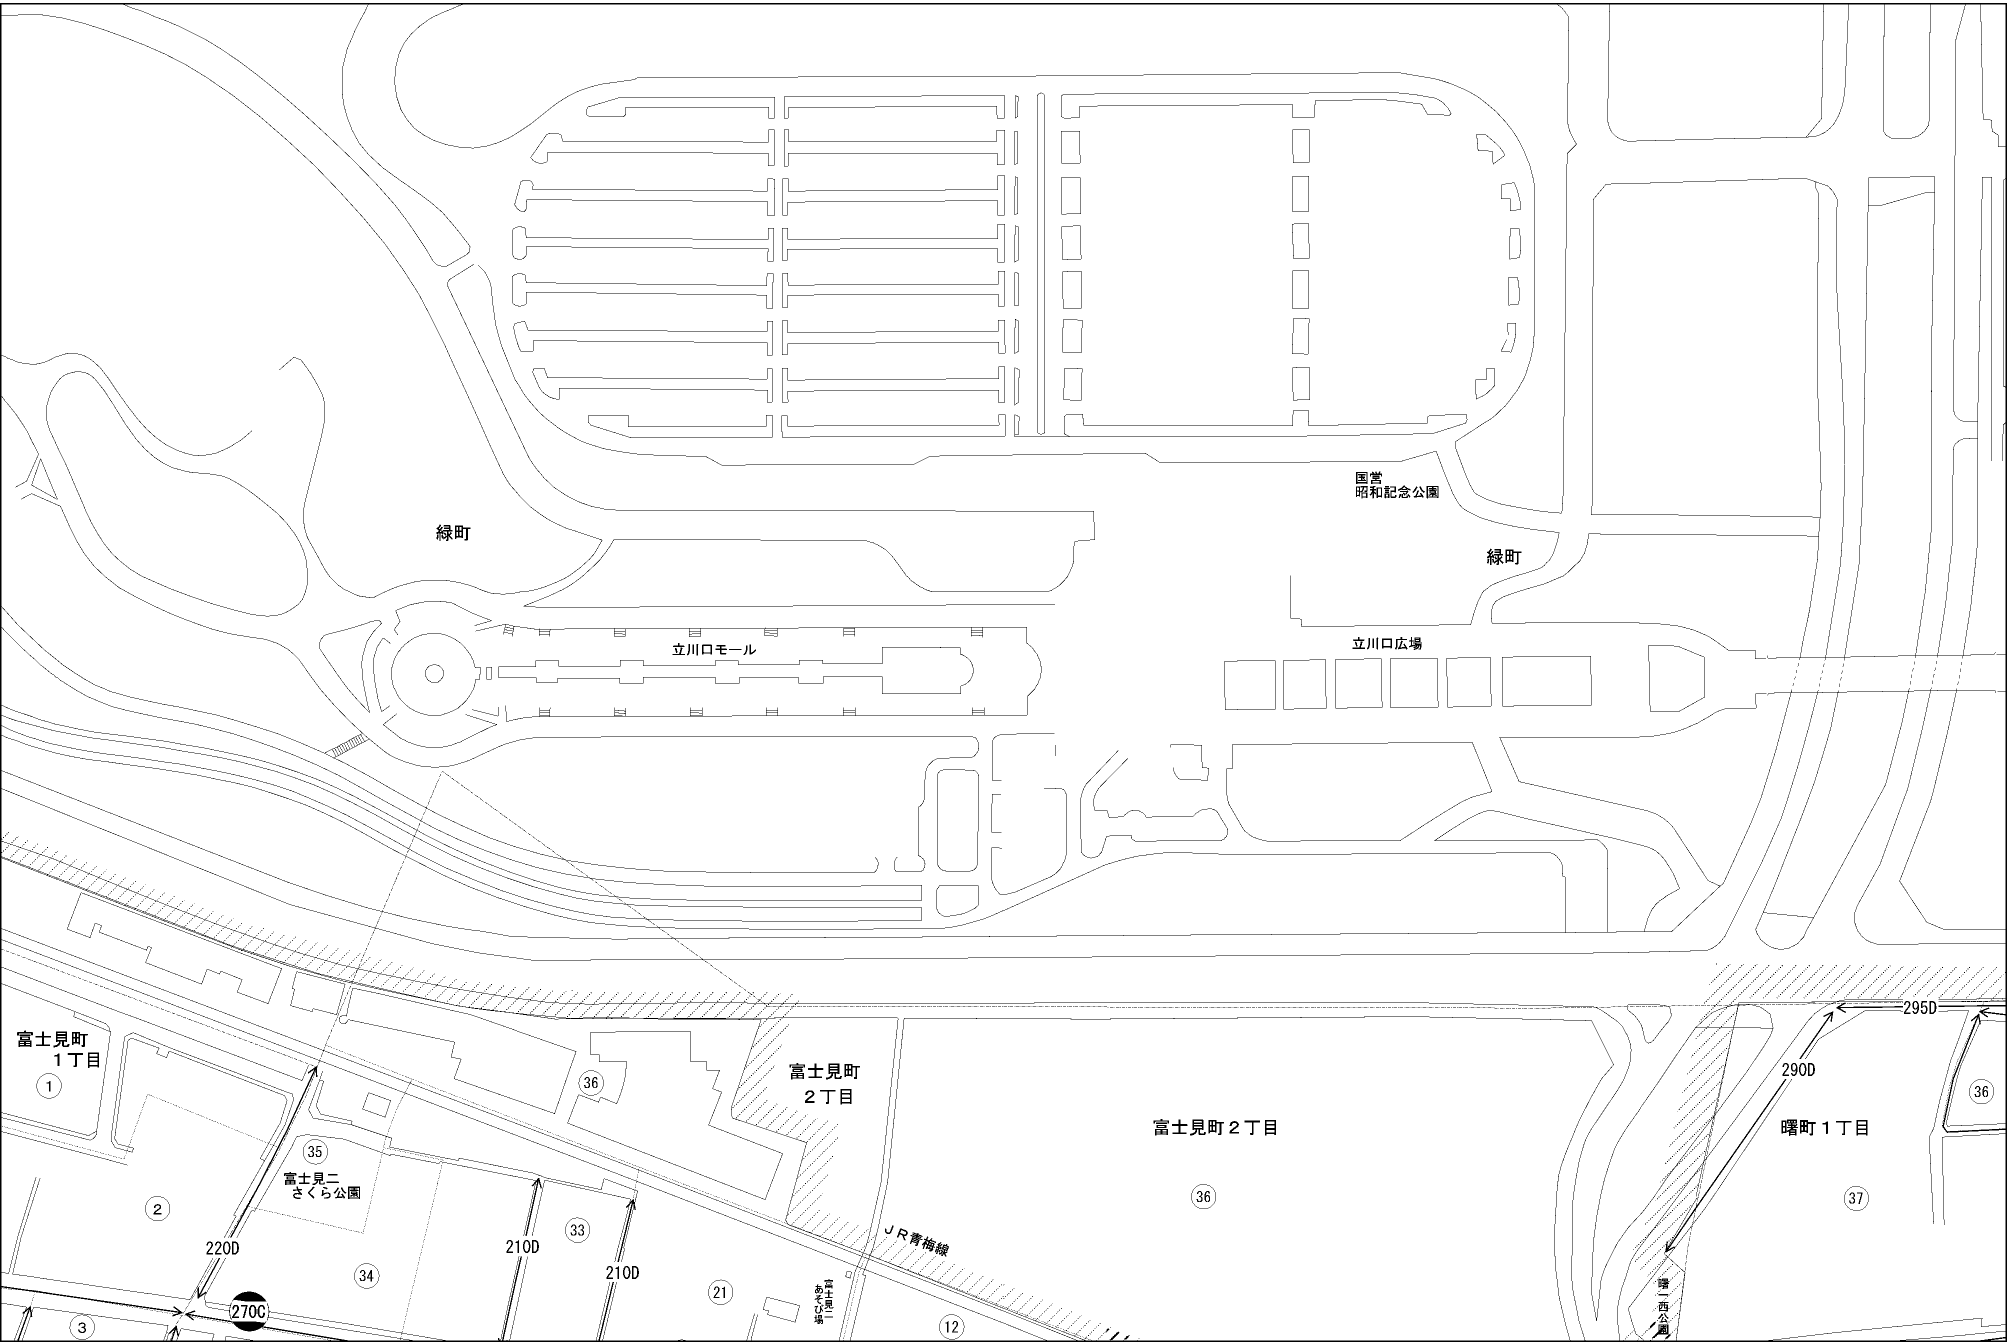 国営
昭和記念公園
緑町
緑町
立川口モール
立川口広場
295D
富士見町
1丁目
1
290D
36
富士見町
2丁目
36
富士見町2丁目
曙町1丁目
35
富士見二
さくら公園
2
36
37
33
JR青梅線
220D
210D
210D
34
21
富士見二
あそび場
曙一西公園
270C
3
12